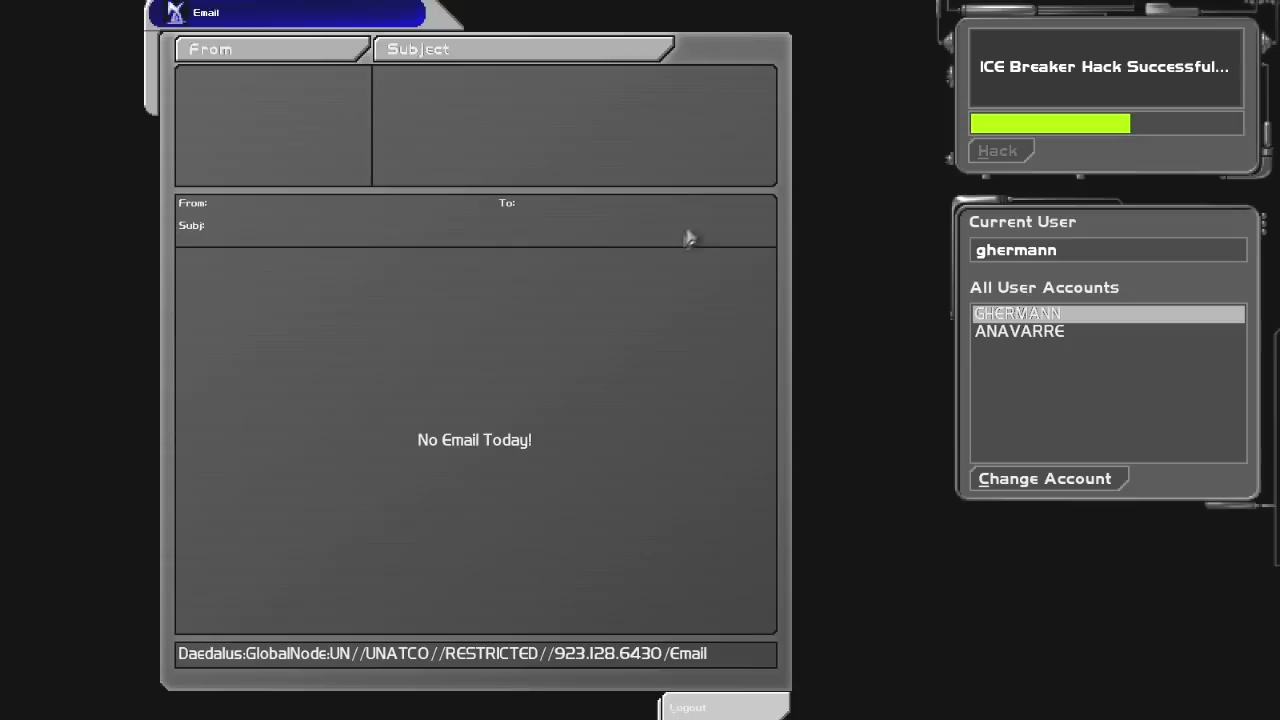 Email
From
Subject
From:
To:
Subj:
No Email Today!
Daedalus:GlobalNode:UN//UNATCO//RESTRICTED//923.128.6430/Email
Logout
ICE Breaker Hack Successful...
Hack
Current User
ghermann
All User Accounts
GHERMANN
ANAVARRE
Change Account